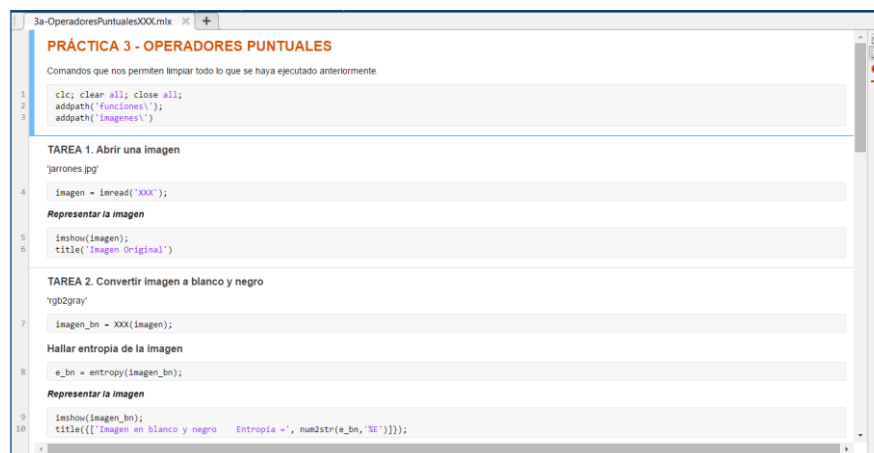 3a-OperadoresPuntualesXXX.mlx
PRÁCTICA 3 - OPERADORES PUNTUALES
Comandos que nos permiten limpiar todo lo que se haya ejecutado anteriormente.
1 clc; clear all; close all;
2 addpath('funciones\');
3 addpath('imagenes\')
TAREA 1. Abrir una imagen
'jarrones.jpg'
4 imagen = imread('XXX');
Representar la imagen
5 imshow(imagen);
6 title('Imagen Original')
TAREA 2. Convertir imagen a blanco y negro
'rgb2gray'
7 imagen_bn = XXX(imagen);
Hallar entropia de la imagen
8 e_bn = entropy(imagen_bn);
Representar la imagen
9 imshow(imagen_bn);
10 title({['Imagen en blanco y negro    Entropía =', num2str(e_bn,'%E')]});